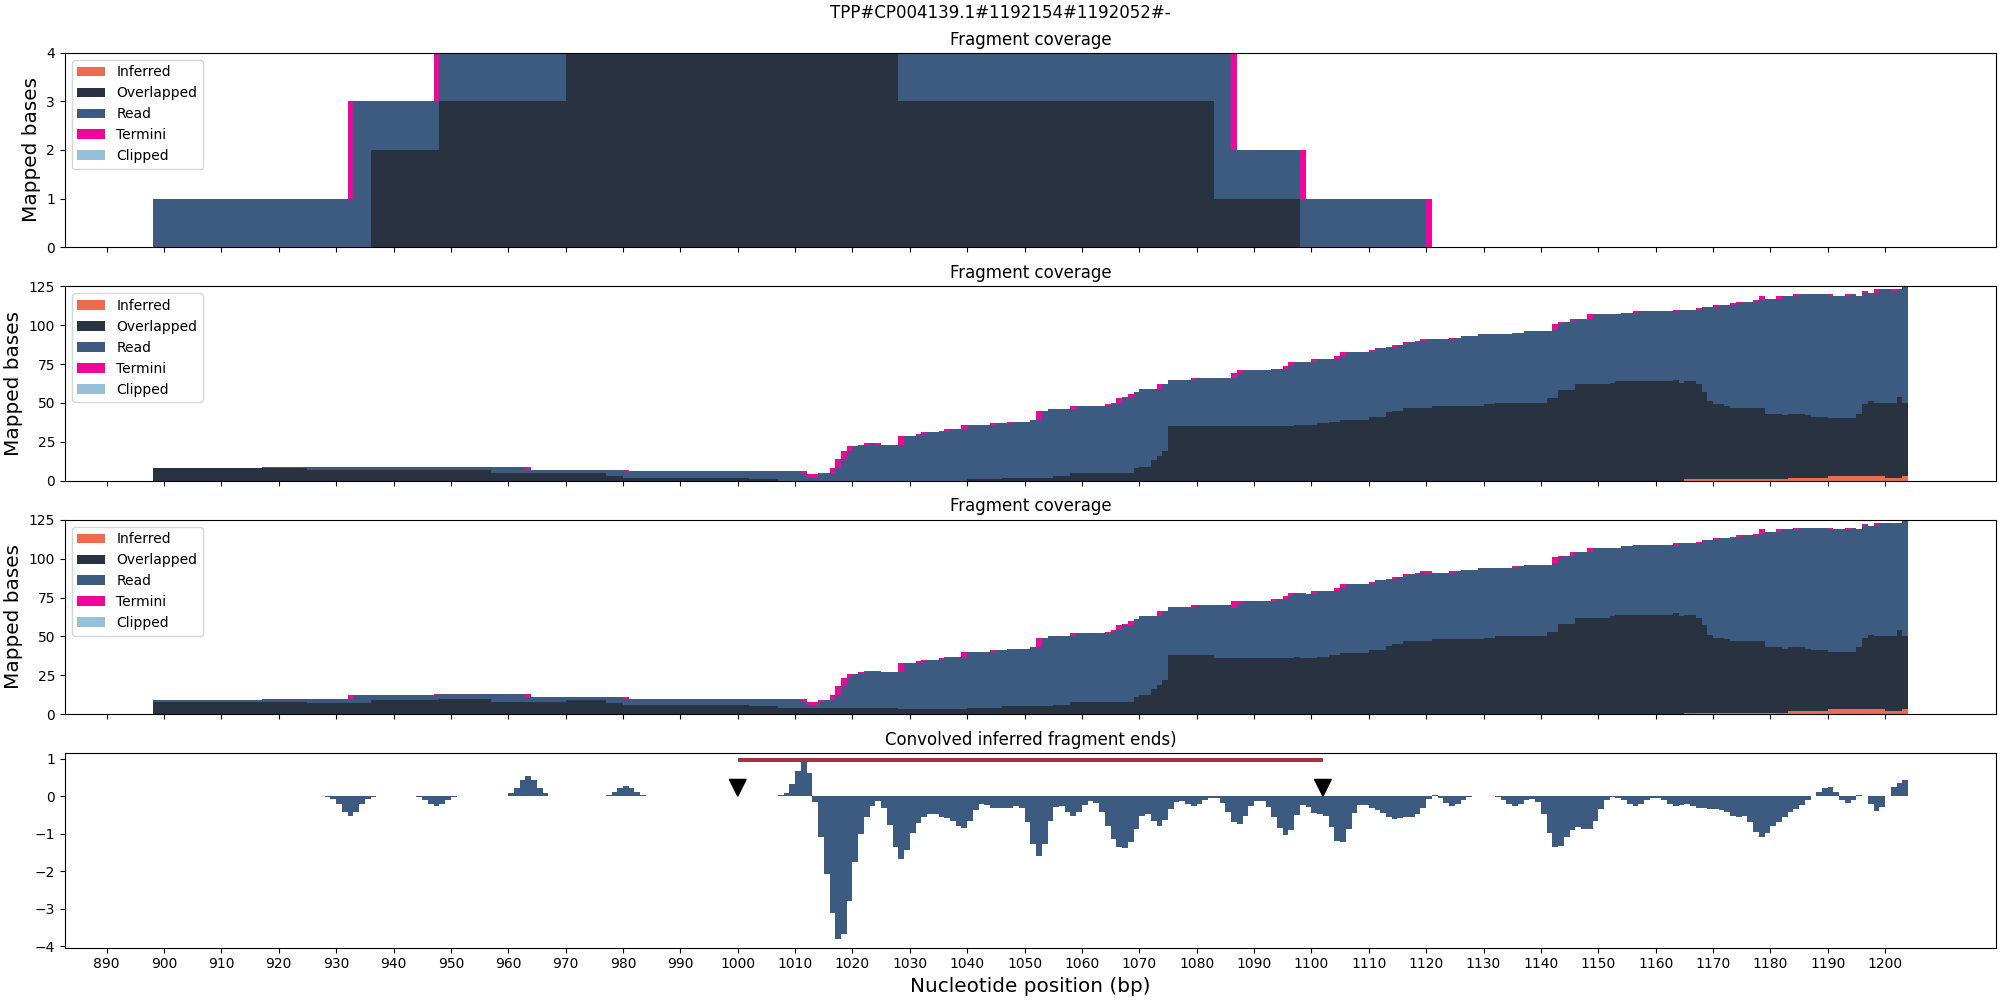 TPP#CP004139.1#1192154#1192052#-
Fragment coverage
Mapped bases
4
3
2
1
0
Inferred
Overlapped
Read
Termini
Clipped
Fragment coverage
Mapped bases
125
100
75
50
25
0
Inferred
Overlapped
Read
Termini
Clipped
Fragment coverage
Mapped bases
125
100
75
50
25
0
Inferred
Overlapped
Read
Termini
Clipped
Convolved inferred fragment ends)
1
0
−1
−2
−3
−4
890 900 910 920 930 940 950 960 970 980 990 1000 1010 1020 1030 1040 1050 1060 1070 1080 1090 1100 1110 1120 1130 1140 1150 1160 1170 1180 1190 1200
Nucleotide position (bp)